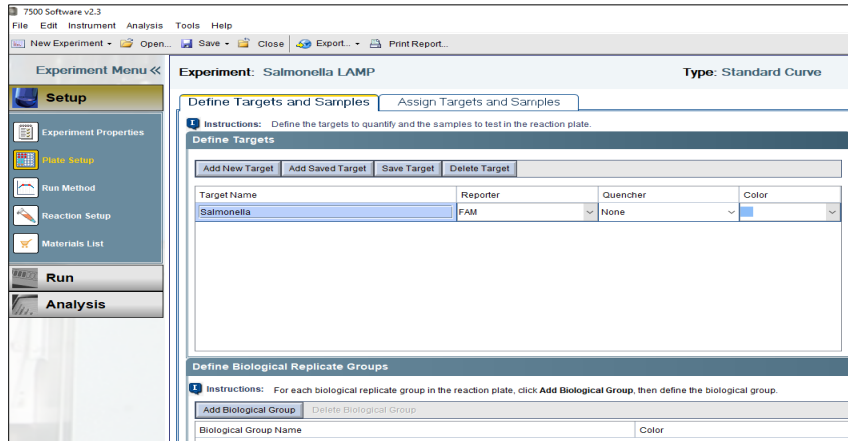 7500 Software v2.3
File Edit Instrument Analysis Tools Help
New Experiment Open... Save Close Export... Print Report...
Experiment Menu «
Experiment: Salmonella LAMP Type: Standard Curve
Setup
Define Targets and Samples Assign Targets and Samples
Instructions: Define the targets to quantify and the samples to test in the reaction plate.
Experiment Properties
Define Targets
Plate Setup
Add New Target Add Saved Target Save Target Delete Target
Run Method
Target Name Reporter Quencher Color
Reaction Setup
Salmonella FAM None
Materials List
Run
Analysis
Define Biological Replicate Groups
Instructions: For each biological replicate group in the reaction plate, click Add Biological Group, then define the biological group.
Add Biological Group Delete Biological Group
Biological Group Name Color